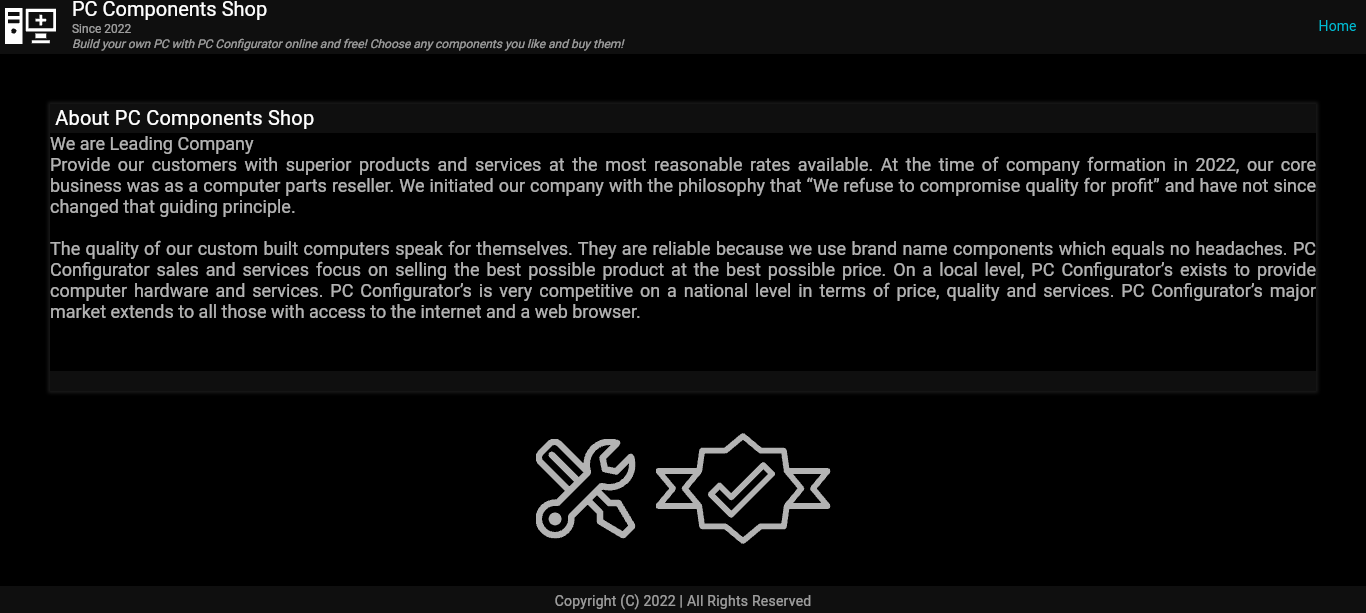 PC Components Shop
Since 2022
Build your own PC with PC Configurator online and free! Choose any components you like and buy them!
Home
About PC Components Shop
We are Leading Company
Provide our customers with superior products and services at the most reasonable rates available. At the time of company formation in 2022, our core
business was as a computer parts reseller. We initiated our company with the philosophy that “We refuse to compromise quality for profit” and have not since
changed that guiding principle.
The quality of our custom built computers speak for themselves. They are reliable because we use brand name components which equals no headaches. PC
Configurator sales and services focus on selling the best possible product at the best possible price. On a local level, PC Configurator’s exists to provide
computer hardware and services. PC Configurator’s is very competitive on a national level in terms of price, quality and services. PC Configurator’s major
market extends to all those with access to the internet and a web browser.
Copyright (C) 2022 | All Rights Reserved